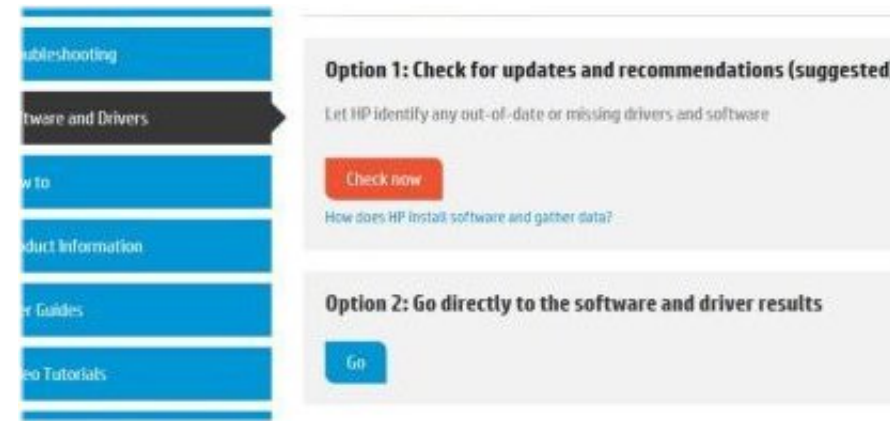 ubleshooting
tware and Drivers
w to
duct Information
r Guides
eo Tutorials
Option 1: Check for updates and recommendations (suggested)
Let HP identify any out-of-date or missing drivers and software
Check now
How does HP install software and gather data?
Option 2: Go directly to the software and driver results
Go